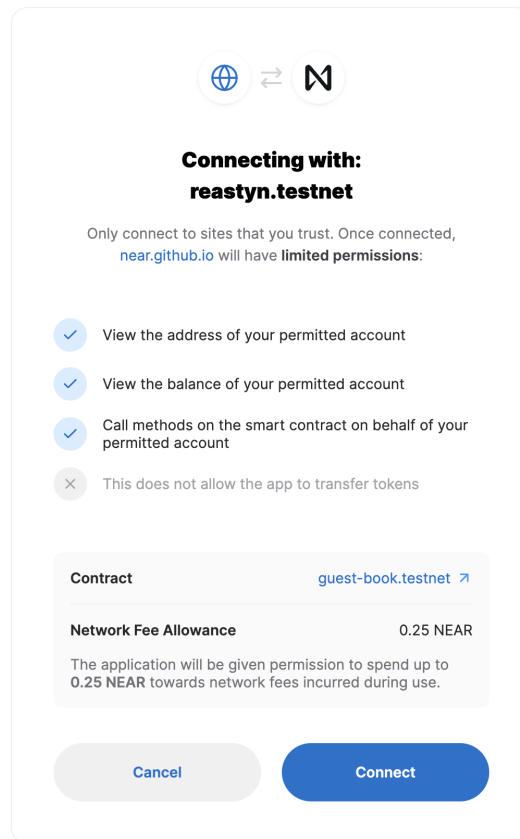 Connecting with:
reastyn.testnet
Only connect to sites that you trust. Once connected,
near.github.io will have limited permissions:
View the address of your permitted account
View the balance of your permitted account
Call methods on the smart contract on behalf of your
permitted account
This does not allow the app to transfer tokens
Contract guest-book.testnet
Network Fee Allowance 0.25 NEAR
The application will be given permission to spend up to
0.25 NEAR towards network fees incurred during use.
Cancel Connect